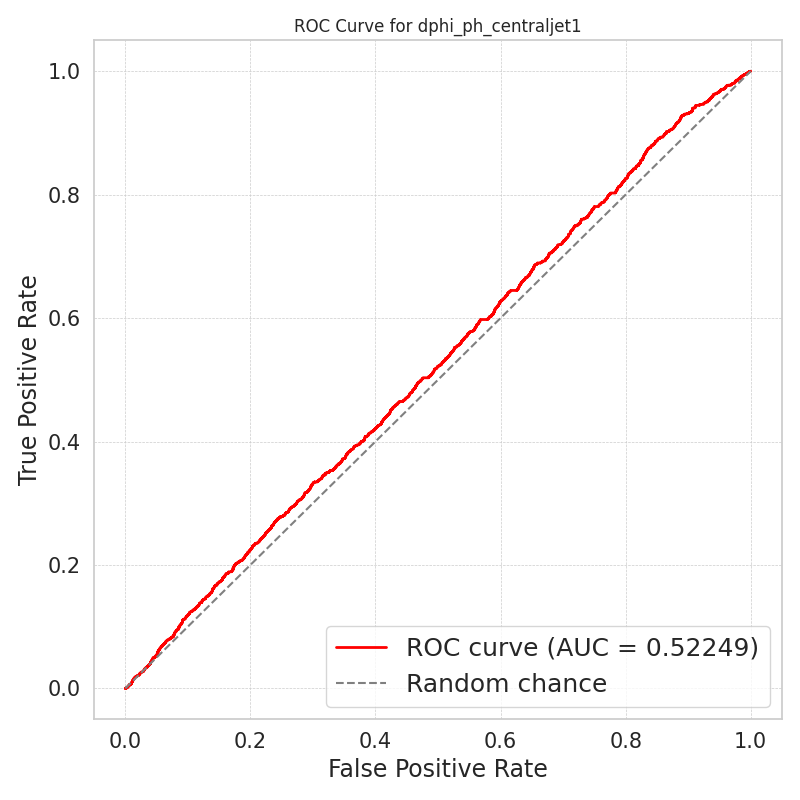 ROC Curve for dphi_ph_centraljet1
True Positive Rate
1.0
0.8
0.6
0.4
0.2
0.0
ROC curve (AUC = 0.52249)
Random chance
0.0 0.2 0.4 0.6 0.8 1.0
False Positive Rate